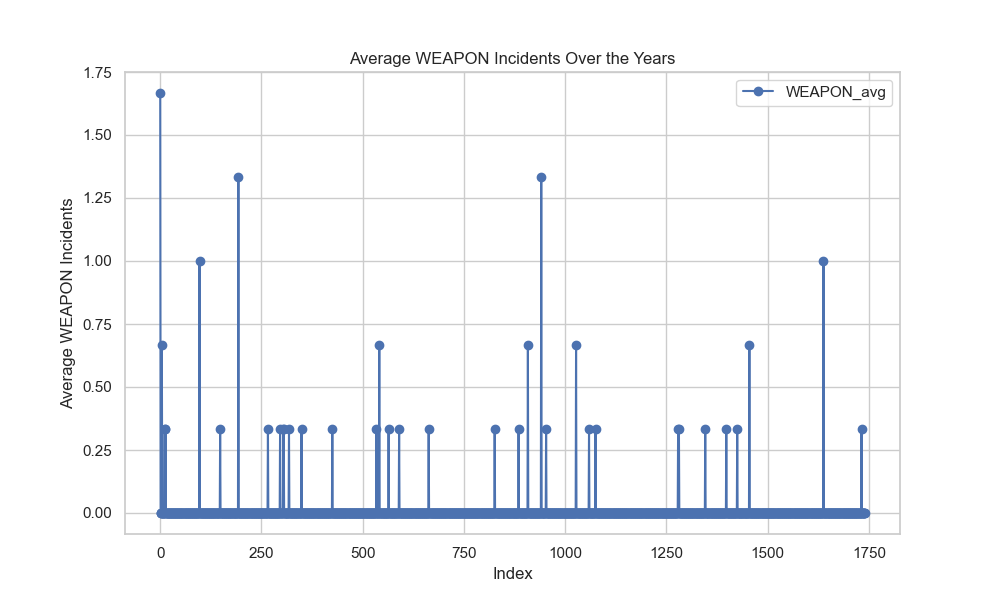 Average WEAPON Incidents Over the Years
WEAPON_avg
1.75
1.50
1.25
1.00
0.75
0.50
0.25
0.00
Average WEAPON Incidents
0 250 500 750 1000 1250 1500 1750
Index